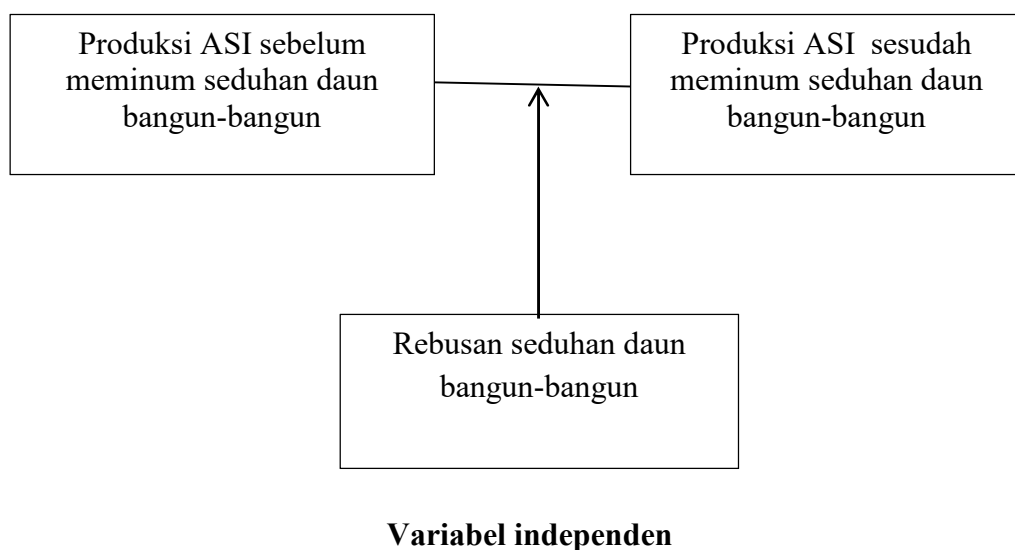 Produksi ASI sebelum
meminum seduhan daun
bangun-bangun
Produksi ASI sesudah
meminum seduhan daun
bangun-bangun
Rebusan seduhan daun
bangun-bangun
Variabel independen